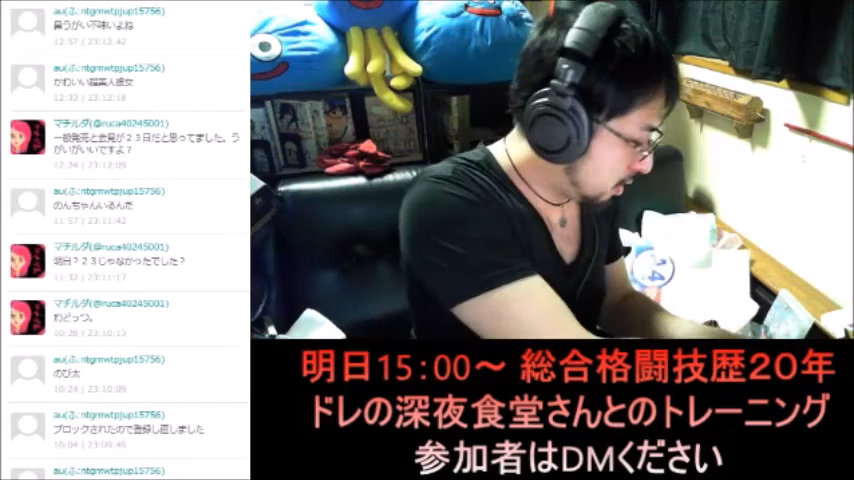 au(ふ:ntgmwtpjup15756)
鼻うがい不味いよね
12:57 | 23:12:42
au(ふ:ntgmwtpjup15756)
かわいい超美人彼女
12:33 | 23:12:18
マチルダ(@ruca40245001)
一般発売と会見が２３日だと思ってました。う
がいがいいですよ？
12:24 | 23:12:09
au(ふ:ntgmwtpjup15756)
のんちゃんいるんだ
11:57 | 23:11:42
マチルダ(@ruca40245001)
明日？２３じゃなかったでした？
11:32 | 23:11:17
マチルダ(@ruca40245001)
わどっつ。
10:28 | 23:10:13
au(ふ:ntgmwtpjup15756)
のび太
10:24 | 23:10:09
au(ふ:ntgmwtpjup15756)
ブロックされたので登録し直しました
10:04 | 23:09:49
au(ふ:ntgmwtpjup15756)
明日15:00～ 総合格闘技歴20年
ドレの深夜食堂さんとのトレーニング
参加者はDMください